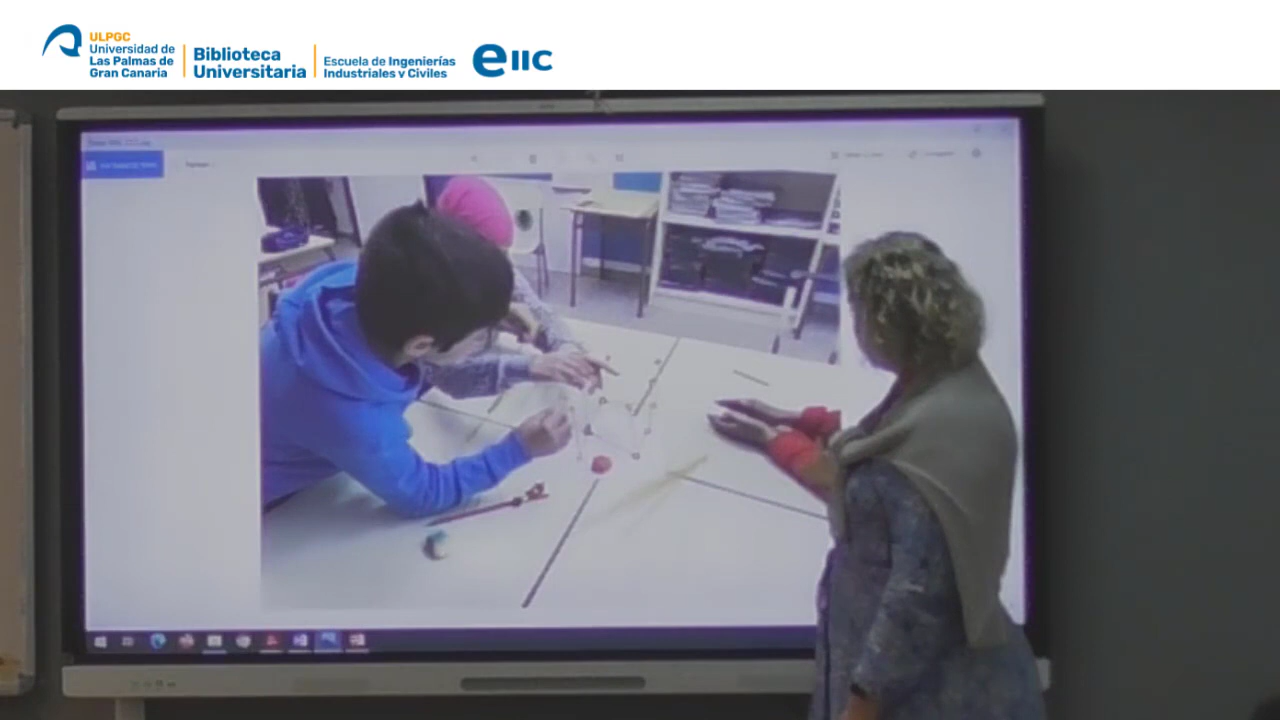 ULPGC
Universidad de
Las Palmas de
Gran Canaria
Biblioteca
Universitaria
Escuela de Ingenierías
Industriales y Civiles
eiic